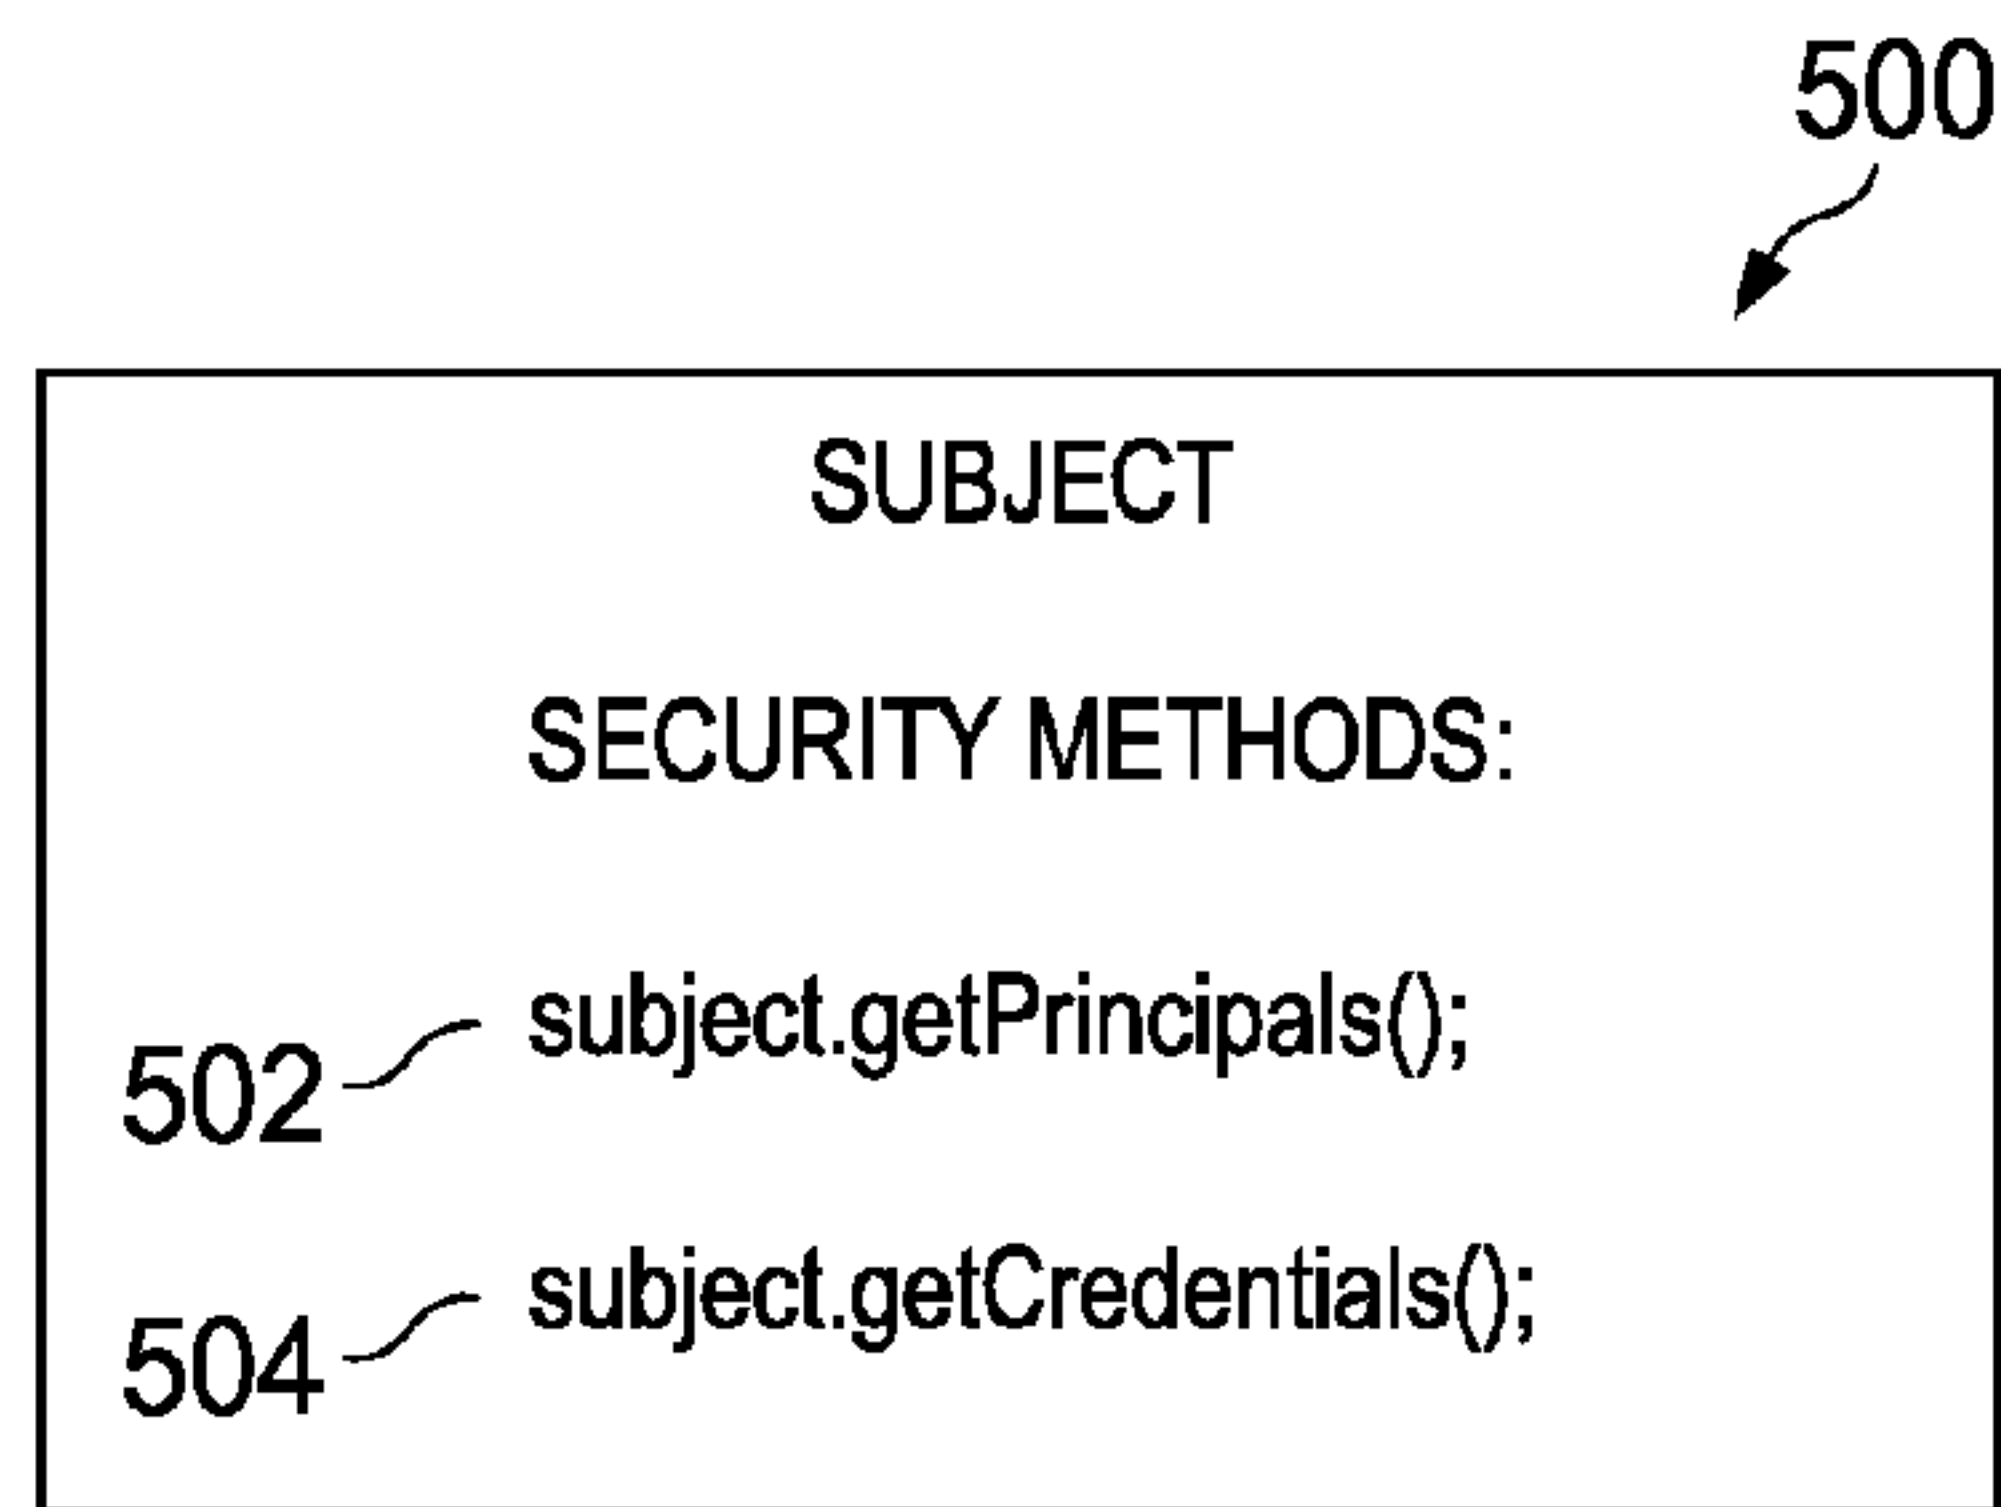 500
SUBJECT
SECURITY METHODS:
502 subject.getPrincipals();
504 subject.getCredentials();